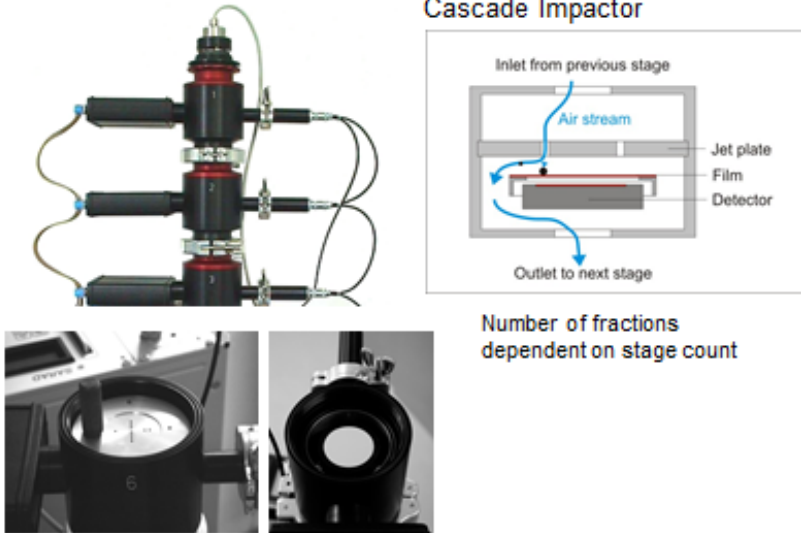 Cascade Impactor
Inlet from previous stage
Air stream
Jet plate
Film
Detector
Outlet to next stage
Number of fractions
dependent on stage count
1
2
3
SARAD
6